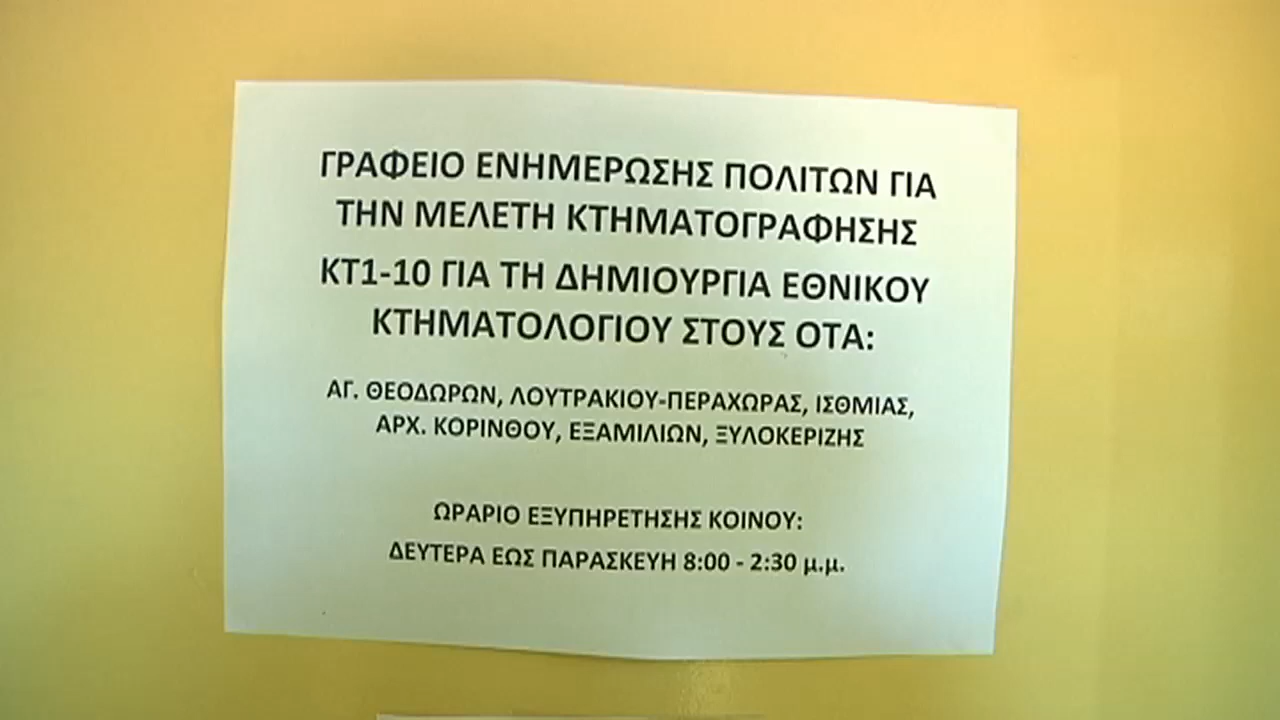 ΓΡΑΦΕΙΟ ΕΝΗΜΕΡΩΣΗΣ ΠΟΛΙΤΩΝ ΓΙΑ
ΤΗΝ ΜΕΛΕΤΗ ΚΤΗΜΑΤΟΓΡΑΦΗΣΗΣ
ΚΤ1-10 ΓΙΑ ΤΗ ΔΗΜΙΟΥΡΓΙΑ ΕΘΝΙΚΟΥ
ΚΤΗΜΑΤΟΛΟΓΙΟΥ ΣΤΟΥΣ ΟΤΑ:
ΑΓ. ΘΕΟΔΩΡΩΝ, ΛΟΥΤΡΑΚΙΟΥ-ΠΕΡΑΧΩΡΑΣ, ΙΣΘΜΙΑΣ,
ΑΡΧ. ΚΟΡΙΝΘΟΥ, ΕΞΑΜΙΛΙΩΝ, ΞΥΛΟΚΕΡΙΖΗΣ
ΩΡΑΡΙΟ ΕΞΥΠΗΡΕΤΗΣΗΣ ΚΟΙΝΟΥ:
ΔΕΥΤΕΡΑ ΕΩΣ ΠΑΡΑΣΚΕΥΗ 8:00 - 2:30 μ.μ.